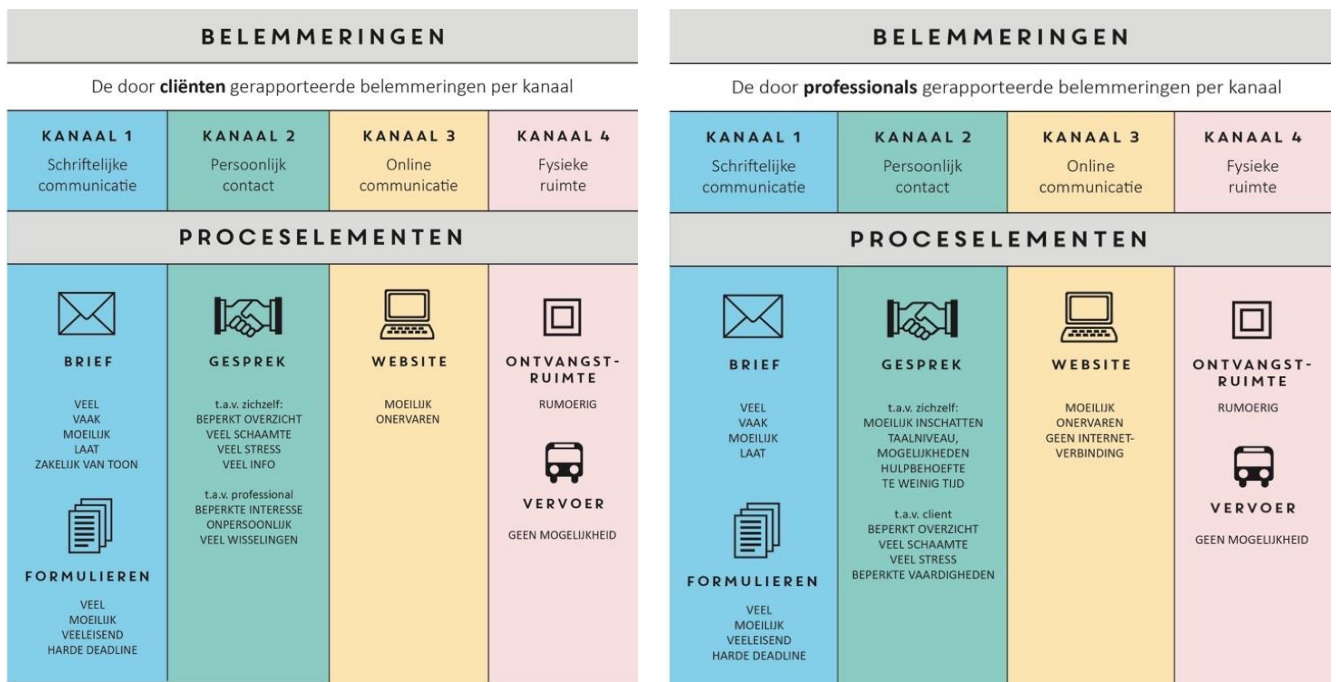 BELEMMERINGEN
De door cliënten gerapporteerde belemmeringen per kanaal
KANAAL 1
Schriftelijke
communicatie
KANAAL 2
Persoonlijk
contact
KANAAL 3
Online
communicatie
KANAAL 4
Fysieke
ruimte
PROCESELEMENTEN
BRIEF
VEEL
VAAK
MOEILIJK
LAAT
ZAKELIJK VAN TOON
FORMULIEREN
VEEL
MOEILIJK
VEELEISEND
HARDE DEADLINE
GESPREK
t.a.v. zichzelf:
BEPERKT OVERZICHT
VEEL SCHAAMTE
VEEL STRESS
VEEL INFO
t.a.v. professional
BEPERKTE INTERESSE
ONPERSOONLIJK
VEEL WISSELINGEN
WEBSITE
MOEILIJK
ONERVAREN
ONTVANGST-
RUIMTE
RUMOERIG
VERVOER
GEEN MOGELIJKHEID
BELEMMERINGEN
De door professionals gerapporteerde belemmeringen per kanaal
KANAAL 1
Schriftelijke
communicatie
KANAAL 2
Persoonlijk
contact
KANAAL 3
Online
communicatie
KANAAL 4
Fysieke
ruimte
PROCESELEMENTEN
BRIEF
VEEL
VAAK
MOEILIJK
LAAT
FORMULIEREN
VEEL
MOEILIJK
VEELEISEND
HARDE DEADLINE
GESPREK
t.a.v. zichzelf:
MOEILIJK INSCHATTEN
TAALNIVEAU,
MOGELIJKHEDEN
HULPBEHOEFTE
TE WEINIG TIJD
t.a.v. client
BEPERKT OVERZICHT
VEEL SCHAAMTE
VEEL STRESS
BEPERKTE VAARDIGHEDEN
WEBSITE
MOEILIJK
ONERVAREN
GEEN INTERNET-
VERBINDING
ONTVANGST-
RUIMTE
RUMOERIG
VERVOER
GEEN MOGELIJKHEID